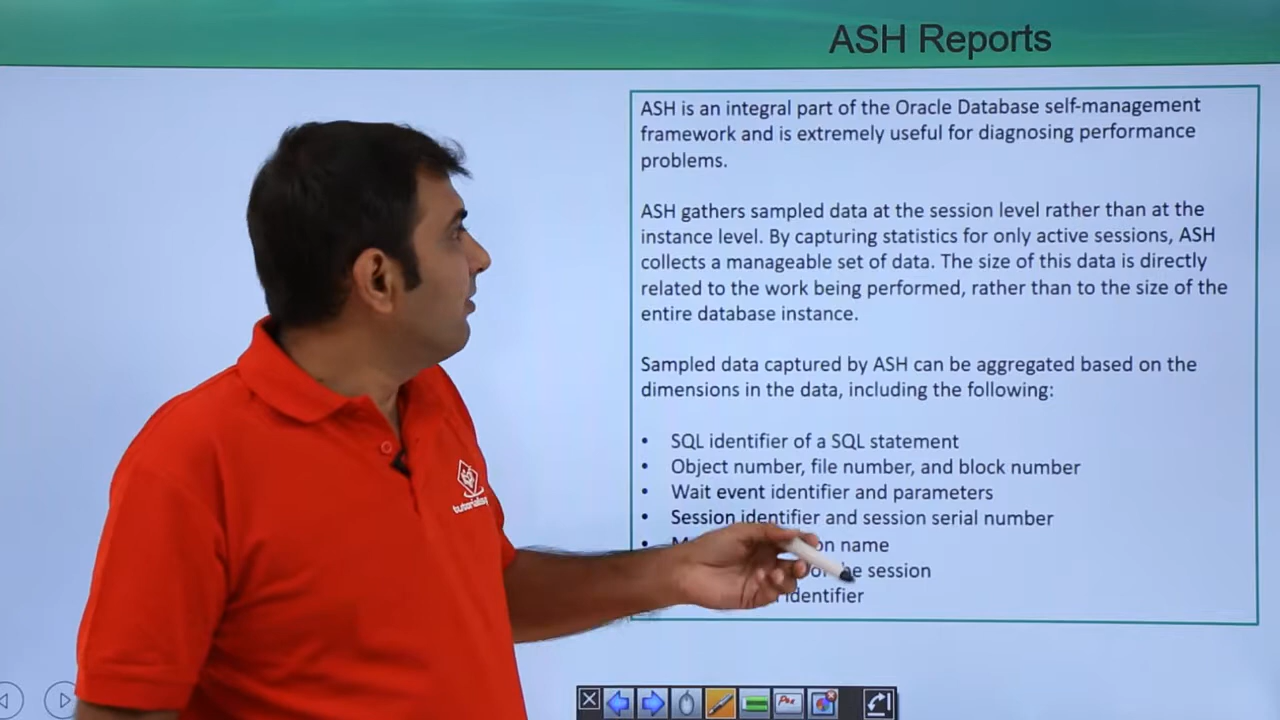 ASH Reports
ASH is an integral part of the Oracle Database self-management
framework and is extremely useful for diagnosing performance
problems.
ASH gathers sampled data at the session level rather than at the
instance level. By capturing statistics for only active sessions, ASH
collects a manageable set of data. The size of this data is directly
related to the work being performed, rather than to the size of the
entire database instance.
Sampled data captured by ASH can be aggregated based on the
dimensions in the data, including the following:
• SQL identifier of a SQL statement
• Object number, file number, and block number
• Wait event identifier and parameters
• Session identifier and session serial number
• name
session
identifier